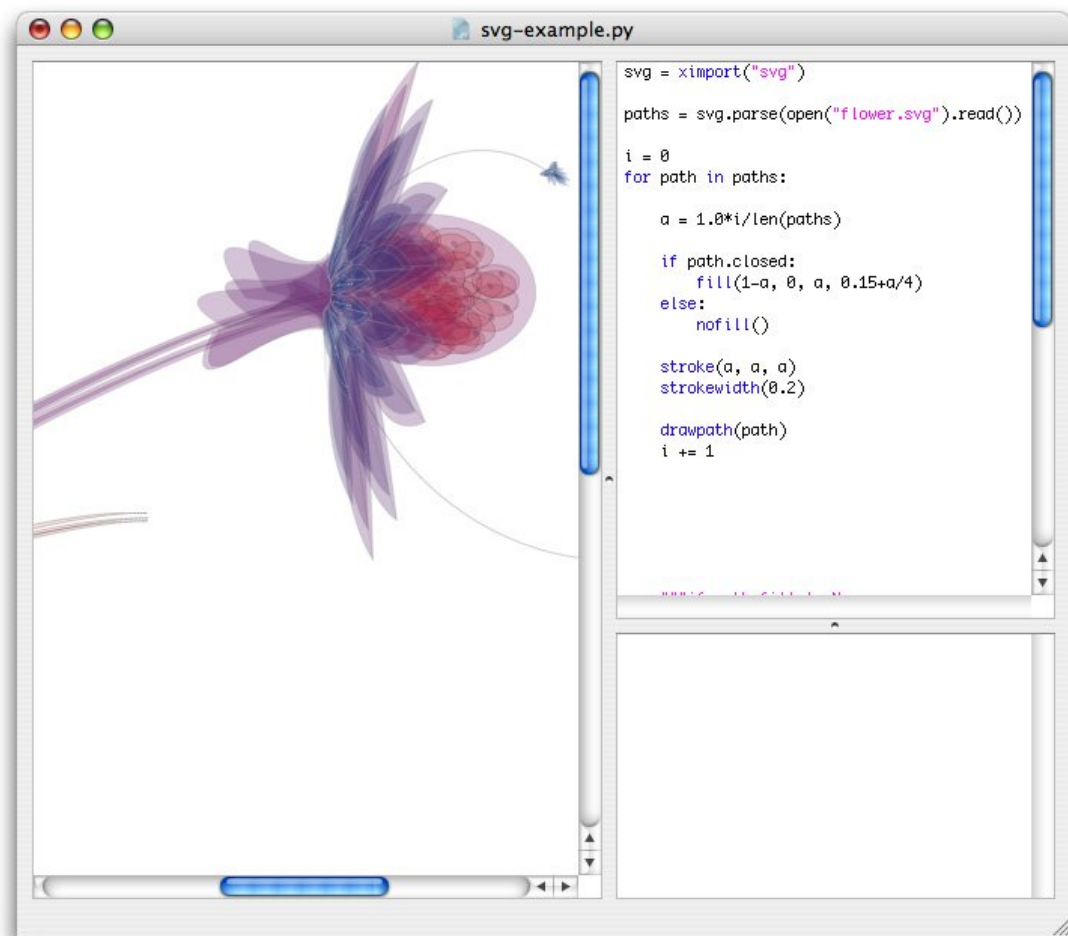 svg-example.py
svg = ximport("svg")
paths = svg.parse(open("flower.svg").read())
i = 0
for path in paths:
    a = 1.0*i/len(paths)
    if path.closed:
        fill(1-a, 0, a, 0.15+a/4)
    else:
        nofill()
    stroke(a, a, a)
    strokewidth(0.2)
    drawpath(path)
    i += 1